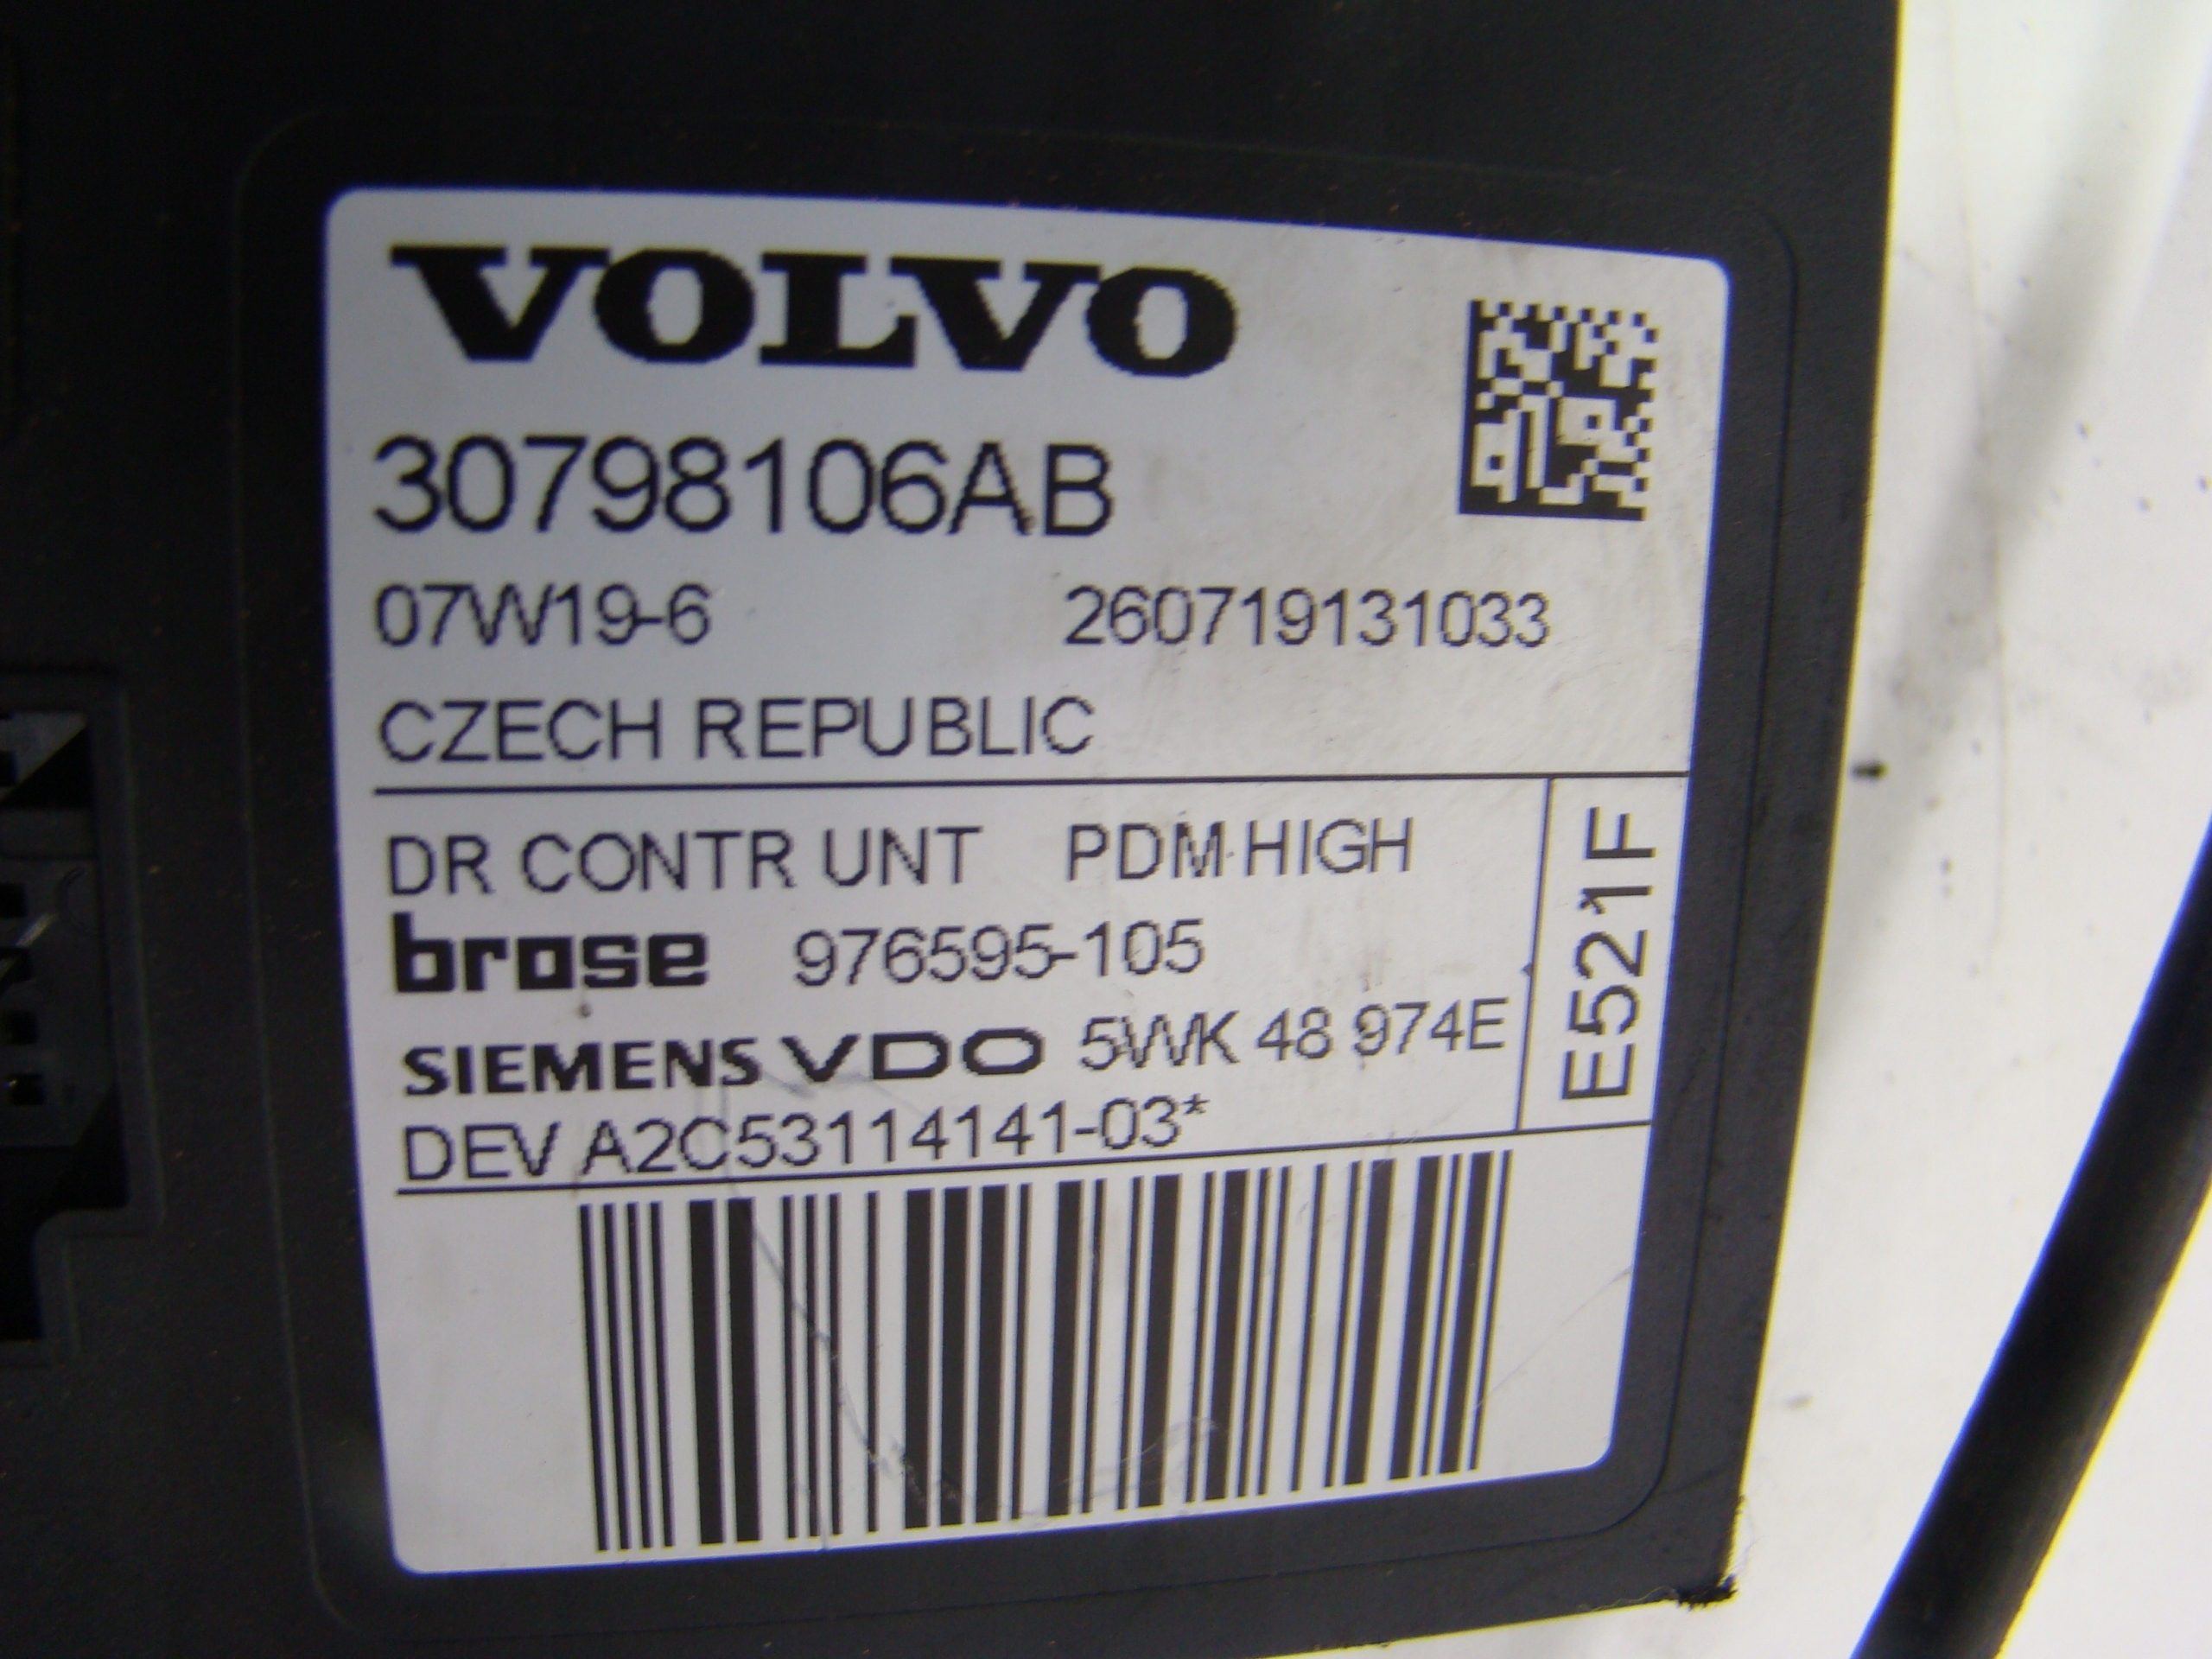 VOLVO
30798106AB
07W19-6 260719131033
CZECH REPUBLIC
DR CONTR UNT PDM-HIGH
brose 976595-105
SIEMENS VDO 5WK 48 974E
DEV A2C53114141-03*
E521F